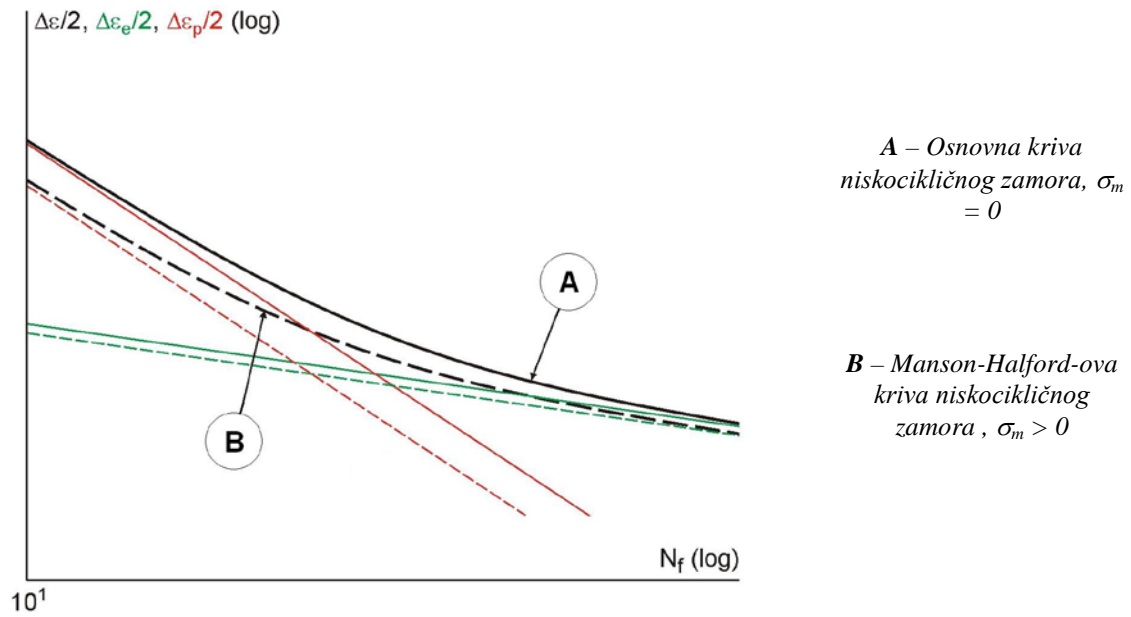 Δε/2, Δεₑ/2, Δεₚ/2 (log)
A – Osnovna kriva
niskocikličnog zamora, σₘ
= 0
A
B – Manson-Halford-ova
kriva niskocikličnog
zamora , σₘ > 0
B
N_f (log)
10¹